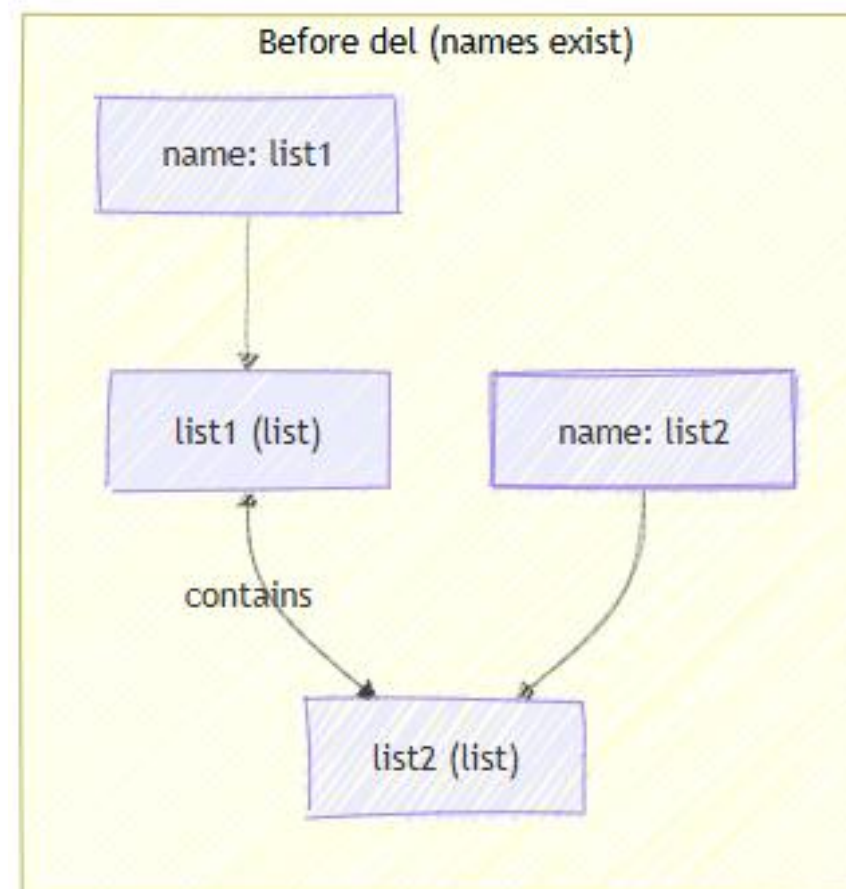 Before del (names exist)
name: list1
list1 (list)
name: list2
contains
list2 (list)